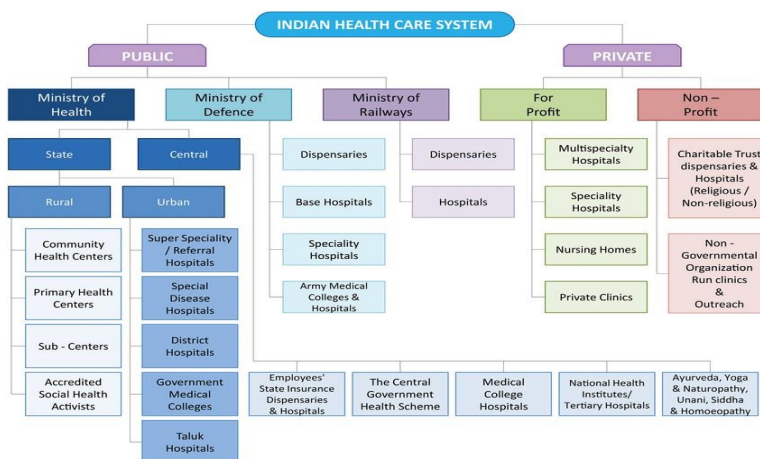 INDIAN HEALTH CARE SYSTEM
PUBLIC
PRIVATE
Ministry of
Health
Ministry of
Defence
Ministry of
Railways
For
Profit
Non –
Profit
State
Central
Rural
Urban
Community
Health Centers
Primary Health
Centers
Sub - Centers
Accredited
Social Health
Activists
Super Speciality
/ Referral
Hospitals
Special
Disease
Hospitals
District
Hospitals
Government
Medical
Colleges
Taluk
Hospitals
Dispensaries
Base Hospitals
Speciality
Hospitals
Army Medical
Colleges &
Hospitals
Dispensaries
Hospitals
Multispecialty
Hospitals
Speciality
Hospitals
Nursing Homes
Private Clinics
Charitable Trust
dispensaries &
Hospitals
(Religious /
Non-religious)
Non -
Governmental
Organization
Run clinics
&
Outreach
Employees'
State Insurance
Dispensaries
& Hospitals
The Central
Government
Health Scheme
Medical
College
Hospitals
National Health
Institutes/
Tertiary Hospitals
Ayurveda, Yoga
& Naturopathy,
Unani, Siddha
& Homoeopathy